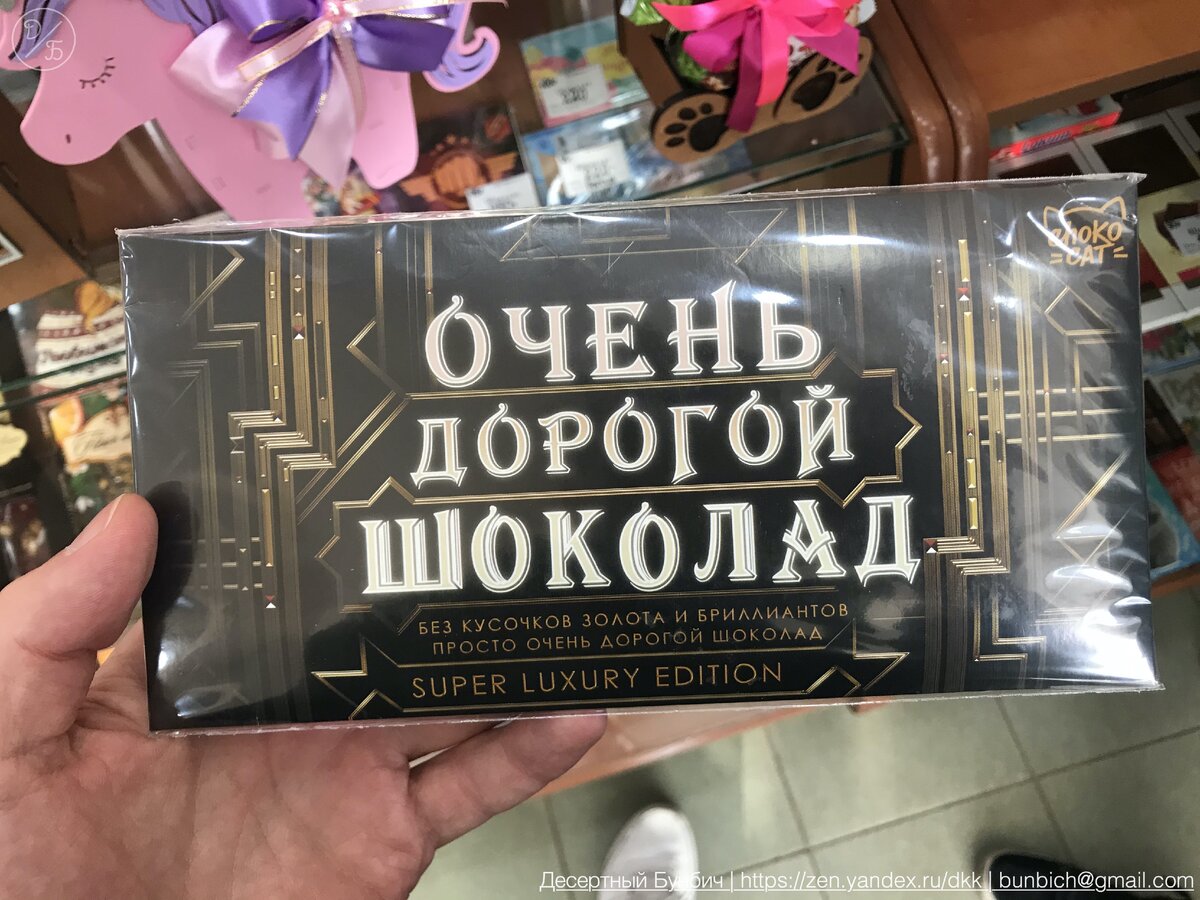 Д
Б
CHOKO
CAT
ОЧЕНЬ
ДОРОГОЙ
ШОКОЛАД
БЕЗ КУСОЧКОВ ЗОЛОТА И БРИЛЛИАНТОВ
ПРОСТО ОЧЕНЬ ДОРОГОЙ ШОКОЛАД
SUPER LUXURY EDITION
Десертный Бунбич | https://zen.yandex.ru/dkk | bunbich@gmail.com